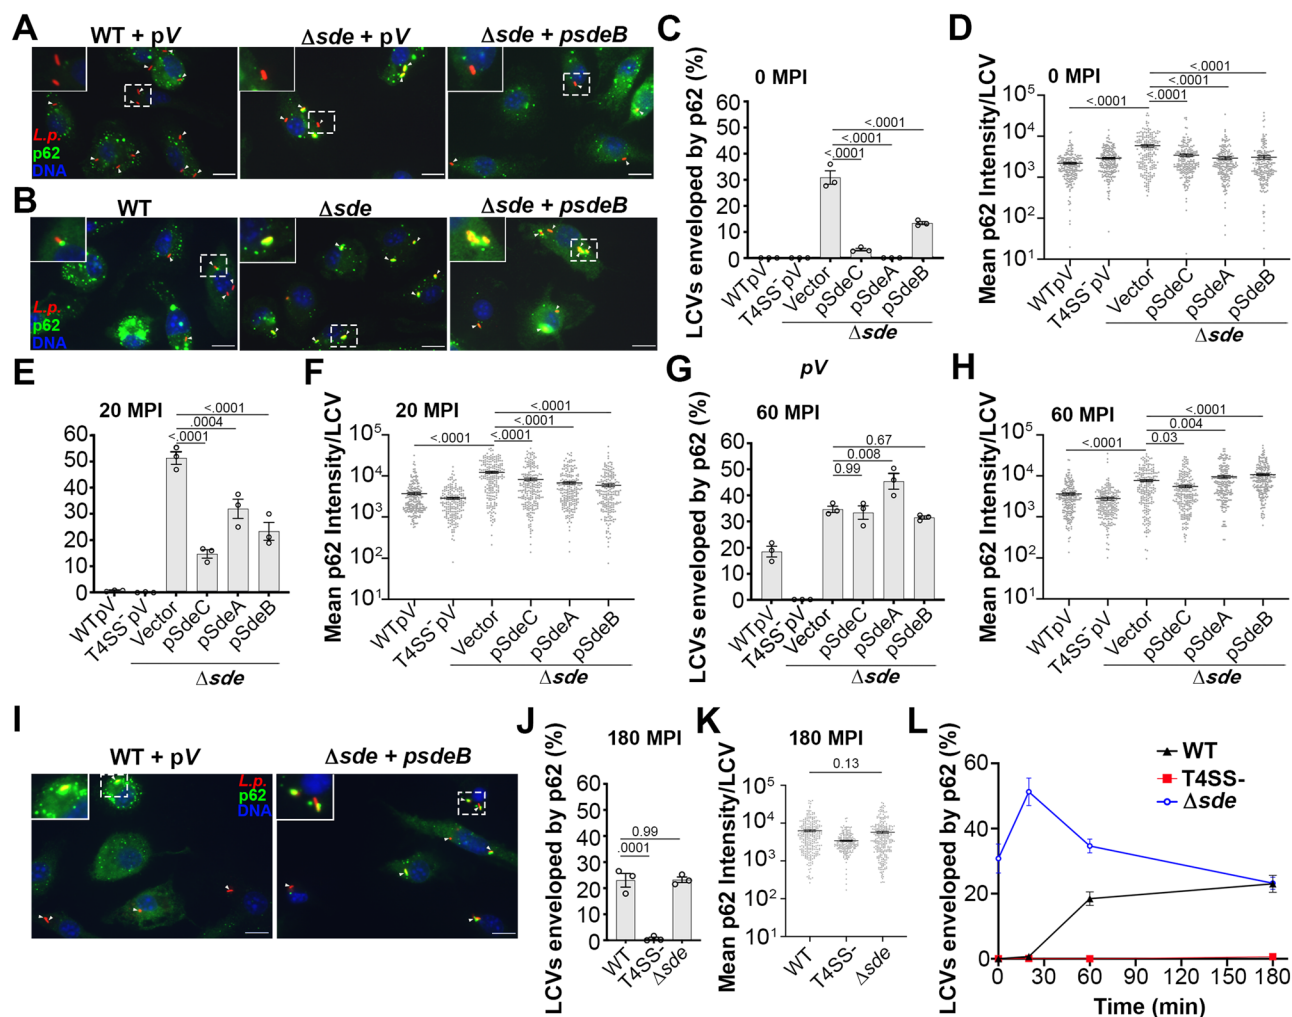 A
WT + pV
Δsde + pV
Δsde + psdeB
L.p.
p62
DNA
B
WT
Δsde
Δsde + psdeB
L.p.
p62
DNA
C
0 MPI
LCVs enveloped by p62 (%)
60
50
40
30
20
10
0
<.0001
<.0001
<.0001
WTpV
T4SS⁻pV
Vector
pSdeC
pSdeA
pSdeB
Δsde
D
0 MPI
Mean p62 Intensity/LCV
10⁵
10⁴
10³
10²
10¹
<.0001
<.0001
<.0001
<.0001
WTpV
T4SS⁻pV
Vector
pSdeC
pSdeA
pSdeB
Δsde
E
20 MPI
60
50
40
30
20
10
0
<.0001
.0004
<.0001
WTpV
T4SS⁻pV
Vector
pSdeC
pSdeA
pSdeB
Δsde
F
20 MPI
Mean p62 Intensity/LCV
10⁵
10⁴
10³
10²
10¹
<.0001
<.0001
<.0001
<.0001
WTpV
T4SS⁻pV
Vector
pSdeC
pSdeA
pSdeB
Δsde
G
pV
60 MPI
LCVs enveloped by p62 (%)
60
50
40
30
20
10
0
0.67
0.008
0.99
WTpV
T4SS⁻pV
Vector
pSdeC
pSdeA
pSdeB
Δsde
H
60 MPI
Mean p62 Intensity/LCV
10⁵
10⁴
10³
10²
10¹
<.0001
0.004
<.0001
0.03
WTpV
T4SS⁻pV
Vector
pSdeC
pSdeA
pSdeB
Δsde
I
WT + pV
Δsde + psdeB
L.p.
p62
DNA
J
180 MPI
LCVs enveloped by p62 (%)
60
50
40
30
20
10
0
0.99
.0001
WT
T4SS-
Δsde
K
180 MPI
Mean p62 Intensity/LCV
10⁵
10⁴
10³
10²
10¹
0.13
WT
T4SS-
Δsde
L
LCVs enveloped by p62 (%)
60
40
20
0
WT
T4SS-
Δsde
0 30 60 90 120 150 180
Time (min)